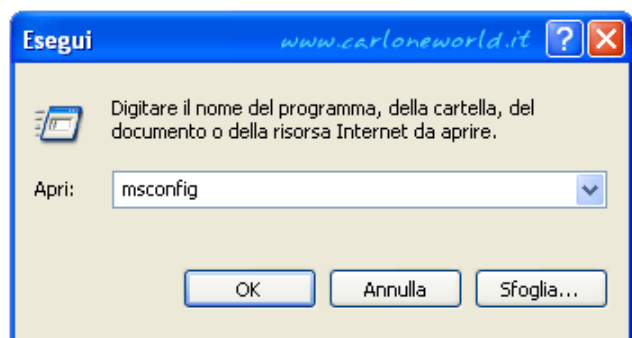 Esegui
www.carloneworld.it
Digitare il nome del programma, della cartella, del
documento o della risorsa Internet da aprire.
Apri:
msconfig
OK
Annulla
Sfoglia...